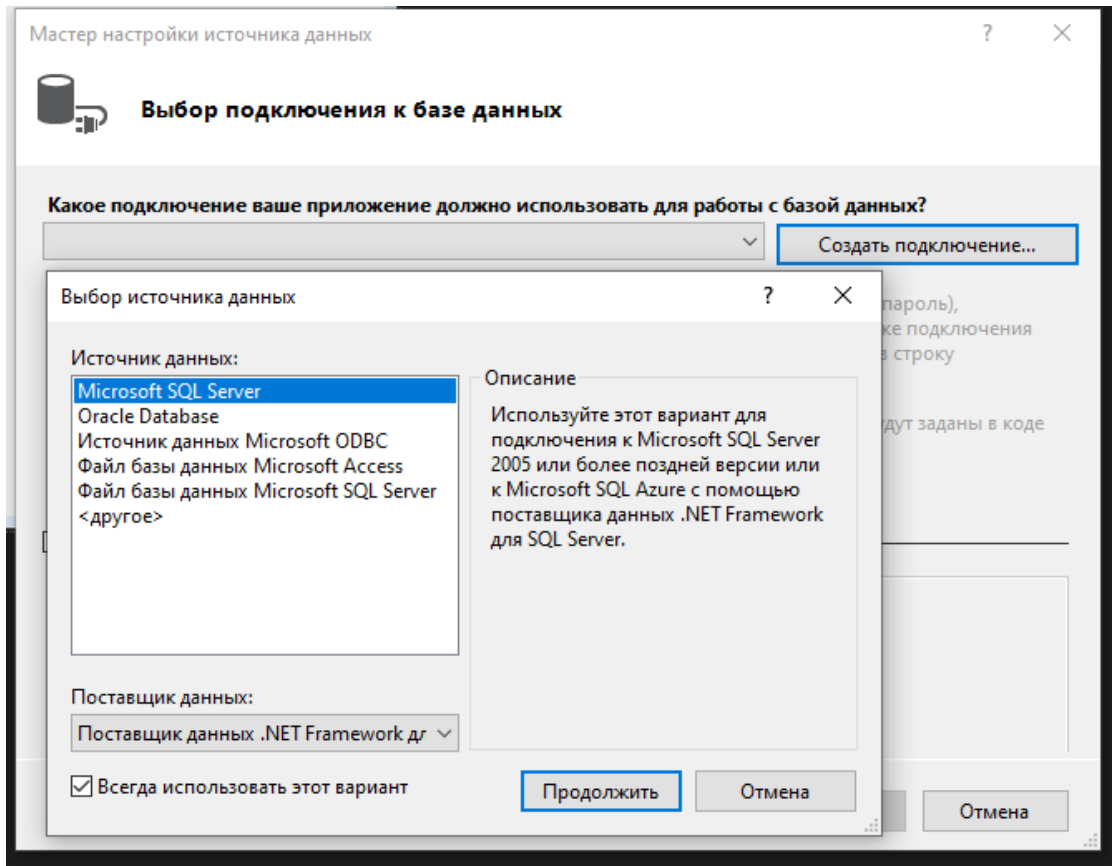 Мастер настройки источника данных
?
Выбор подключения к базе данных
Какое подключение ваше приложение должно использовать для работы с базой данных?
Создать подключение...
Выбор источника данных
?
пароль),
ке подключения
в строку
дут заданы в коде
Источник данных:
Microsoft SQL Server
Oracle Database
Источник данных Microsoft ODBC
Файл базы данных Microsoft Access
Файл базы данных Microsoft SQL Server
<другое>
Описание
Используйте этот вариант для
подключения к Microsoft SQL Server
2005 или более поздней версии или
к Microsoft SQL Azure с помощью
поставщика данных .NET Framework
для SQL Server.
Поставщик данных:
Поставщик данных .NET Framework дл
Всегда использовать этот вариант
Продолжить
Отмена
Отмена